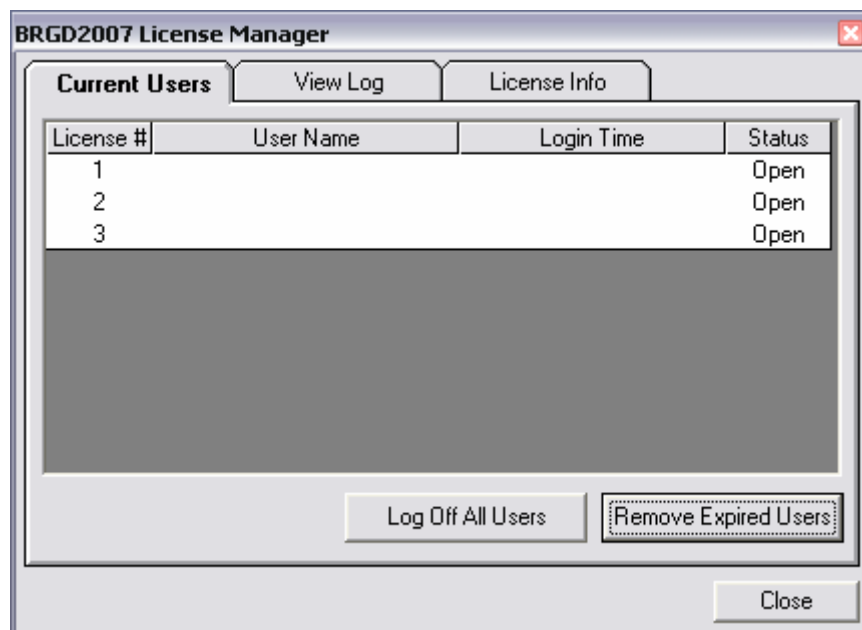 BRGD2007 License Manager
Current Users View Log License Info
License # User Name Login Time Status
1 Open
2 Open
3 Open
Log Off All Users Remove Expired Users
Close